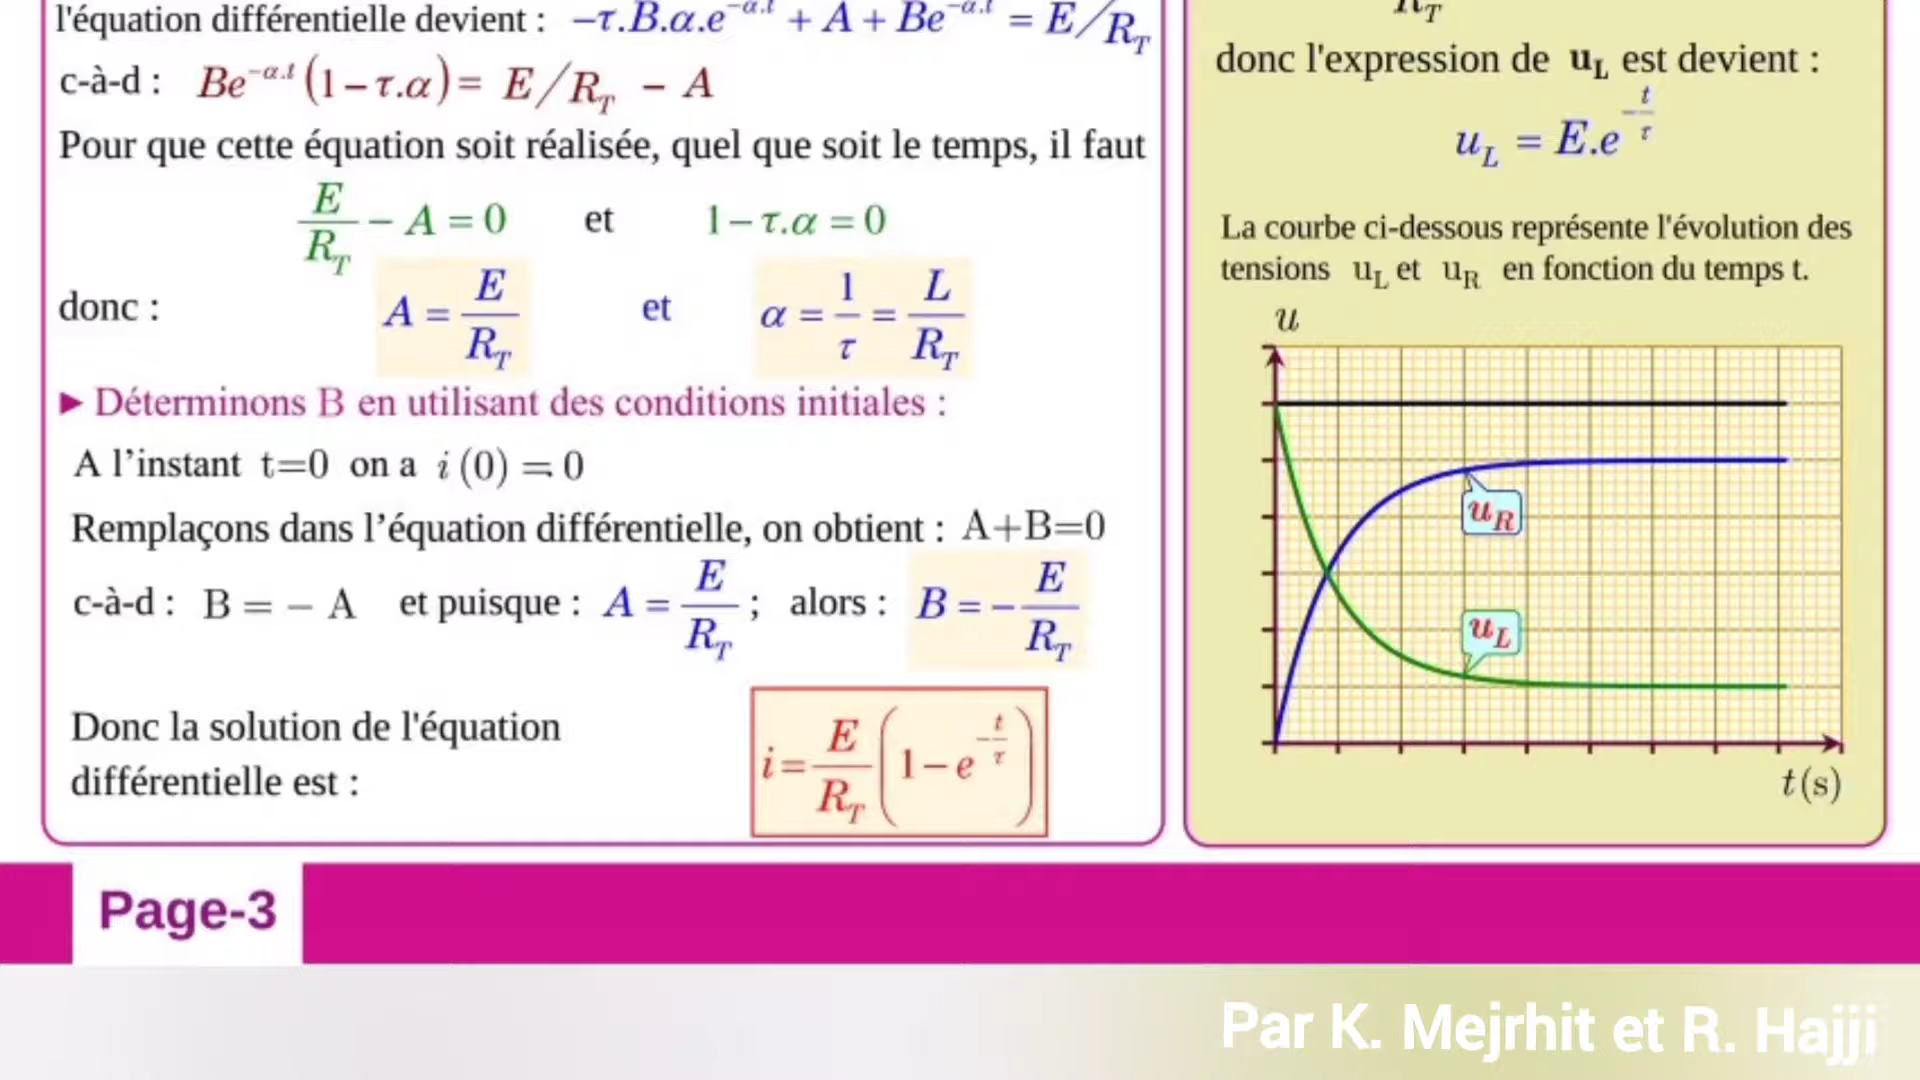 l'équation différentielle devient : −τ.B.α.e^{−α.t} + A + Be^{−α.t} = E/R_T
c-à-d : Be^{−α.t}(1−τ.α) = E/R_T − A
Pour que cette équation soit réalisée, quel que soit le temps, il faut
E/R_T − A = 0 et 1−τ.α = 0
donc : A = E/R_T et α = 1/τ = L/R_T
► Déterminons B en utilisant des conditions initiales :
A l’instant t=0 on a i(0) = 0
Remplaçons dans l’équation différentielle, on obtient : A+B=0
c-à-d : B = − A et puisque : A = E/R_T ; alors : B = −E/R_T
Donc la solution de l'équation
différentielle est :
i = E/R_T (1 − e^{−t/τ})
R_T
donc l'expression de u_L est devient :
u_L = E.e^{−t/τ}
La courbe ci-dessous représente l'évolution des
tensions u_L et u_R en fonction du temps t.
u
u_R
u_L
t(s)
Page-3
Par K. Mejrhit et R. Hajji